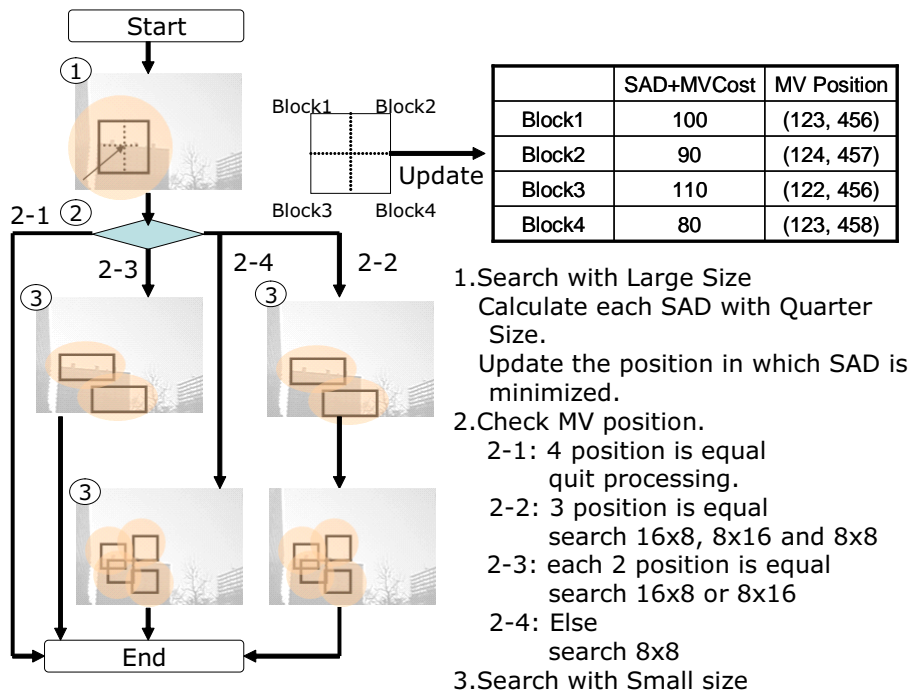 Start
1
Block1 Block2
Update
Block3 Block4
SAD+MVCost MV Position
Block1 100 (123, 456)
Block2 90 (124, 457)
Block3 110 (122, 456)
Block4 80 (123, 458)
2-1 2
2-3 2-4 2-2
3 3
3
End
1.Search with Large Size
Calculate each SAD with Quarter
Size.
Update the position in which SAD is
minimized.
2.Check MV position.
2-1: 4 position is equal
quit processing.
2-2: 3 position is equal
search 16x8, 8x16 and 8x8
2-3: each 2 position is equal
search 16x8 or 8x16
2-4: Else
search 8x8
3.Search with Small size